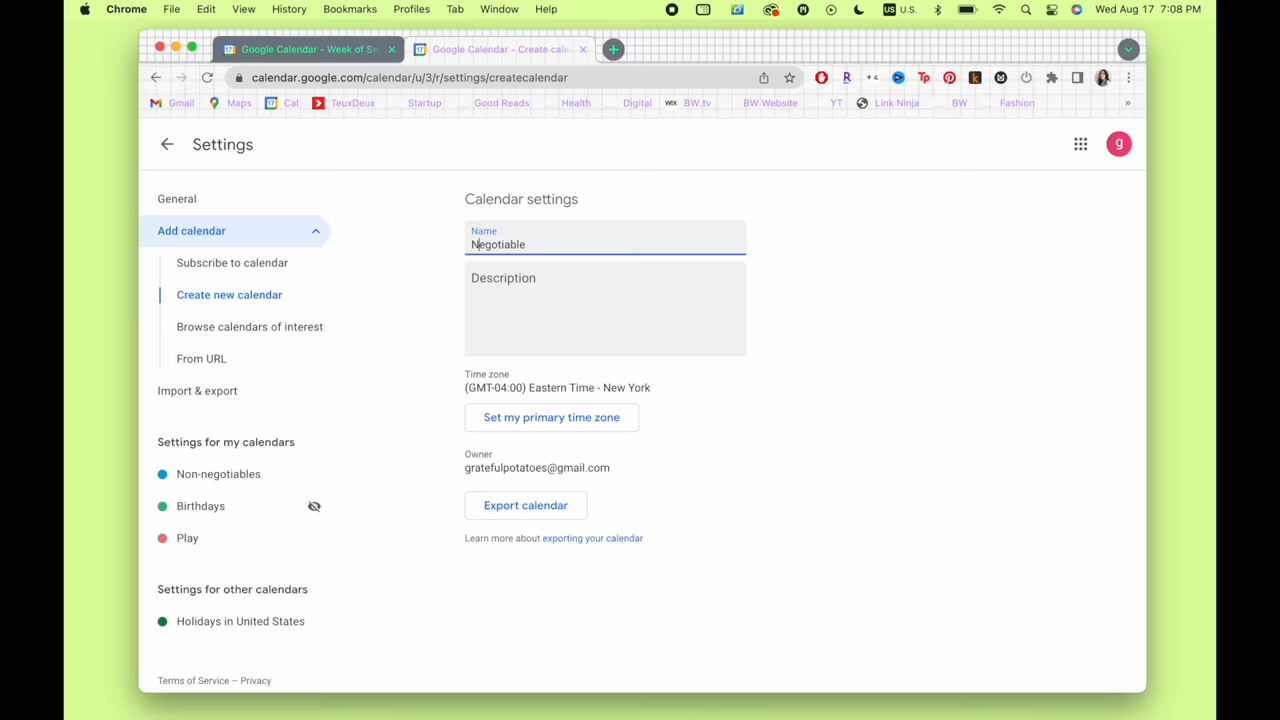 Chrome File Edit View History Bookmarks Profiles Tab Window Help U.S. Wed Aug 17 7:08 PM
Google Calendar - Week of Se Google Calendar - Create cale
calendar.google.com/calendar/u/3/r/settings/createcalendar
Gmail Maps Cal TeuxDeux Startup Good Reads Health Digital WIX BW.tv BW Website YT Link Ninja BW Fashion »
Settings
g
General
Add calendar
Subscribe to calendar
Create new calendar
Browse calendars of interest
From URL
Import & export
Settings for my calendars
Non-negotiables
Birthdays
Play
Settings for other calendars
Holidays in United States
Terms of Service – Privacy
Calendar settings
Name
Negotiable
Description
Time zone
(GMT-04:00) Eastern Time - New York
Set my primary time zone
Owner
gratefulpotatoes@gmail.com
Export calendar
Learn more about exporting your calendar